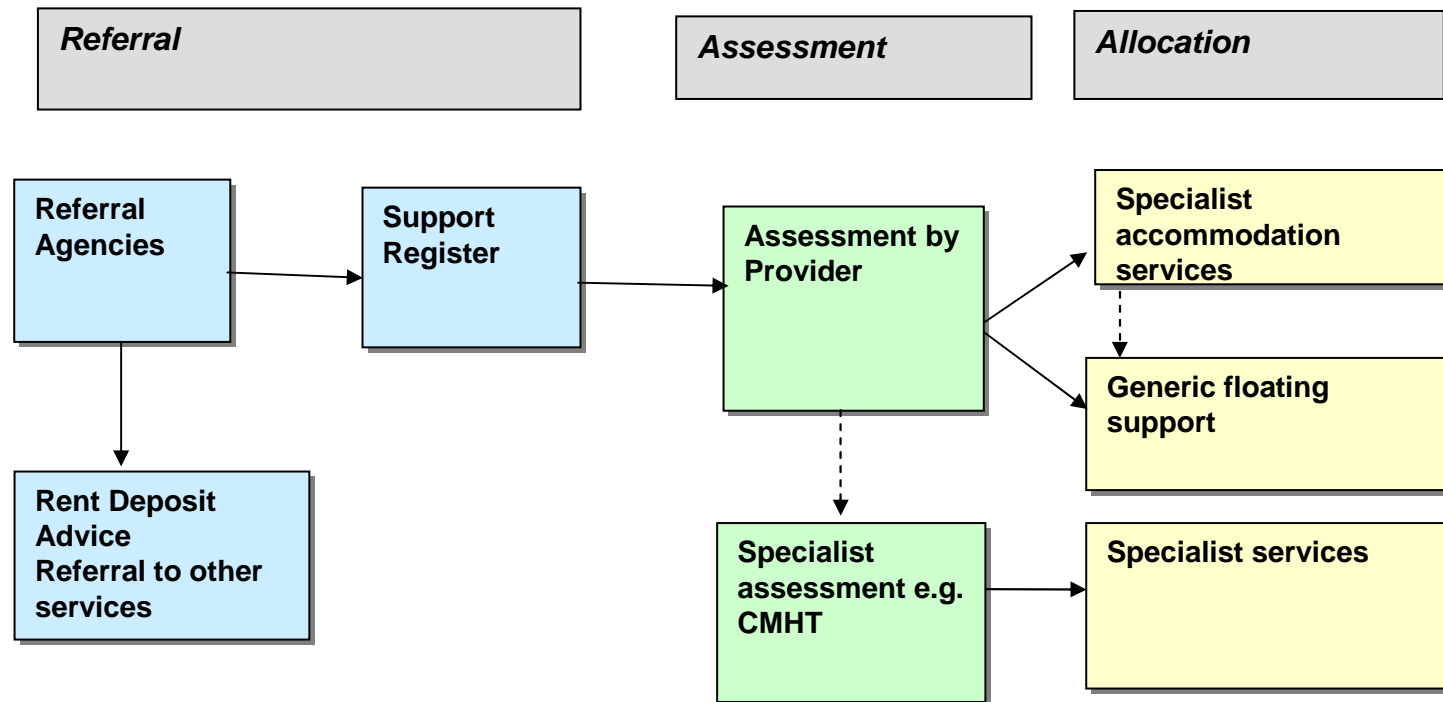 Referral
Assessment
Allocation
Referral
Agencies
Support
Register
Assessment by
Provider
Specialist
accommodation
services
Generic floating
support
Rent Deposit
Advice
Referral to other
services
Specialist
assessment e.g.
CMHT
Specialist services